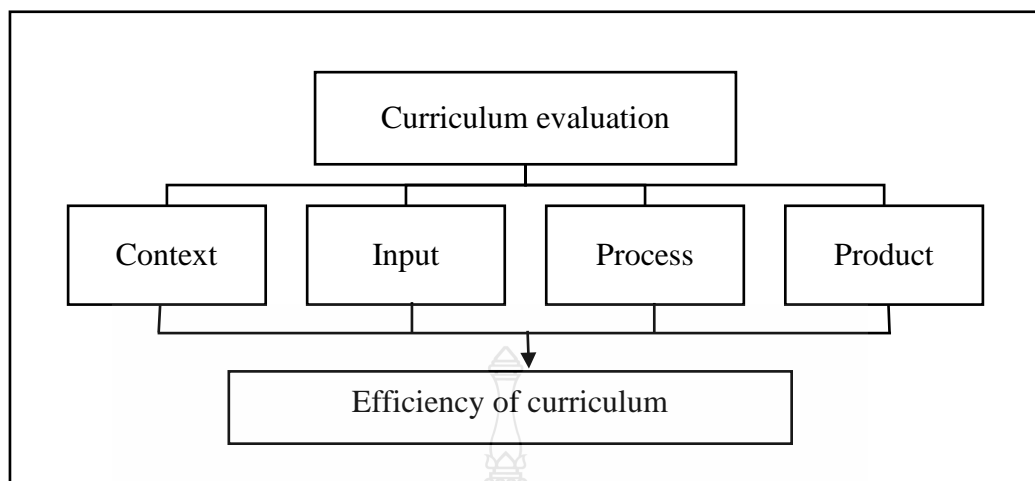 Curriculum evaluation
Context
Input
Process
Product
Efficiency of curriculum